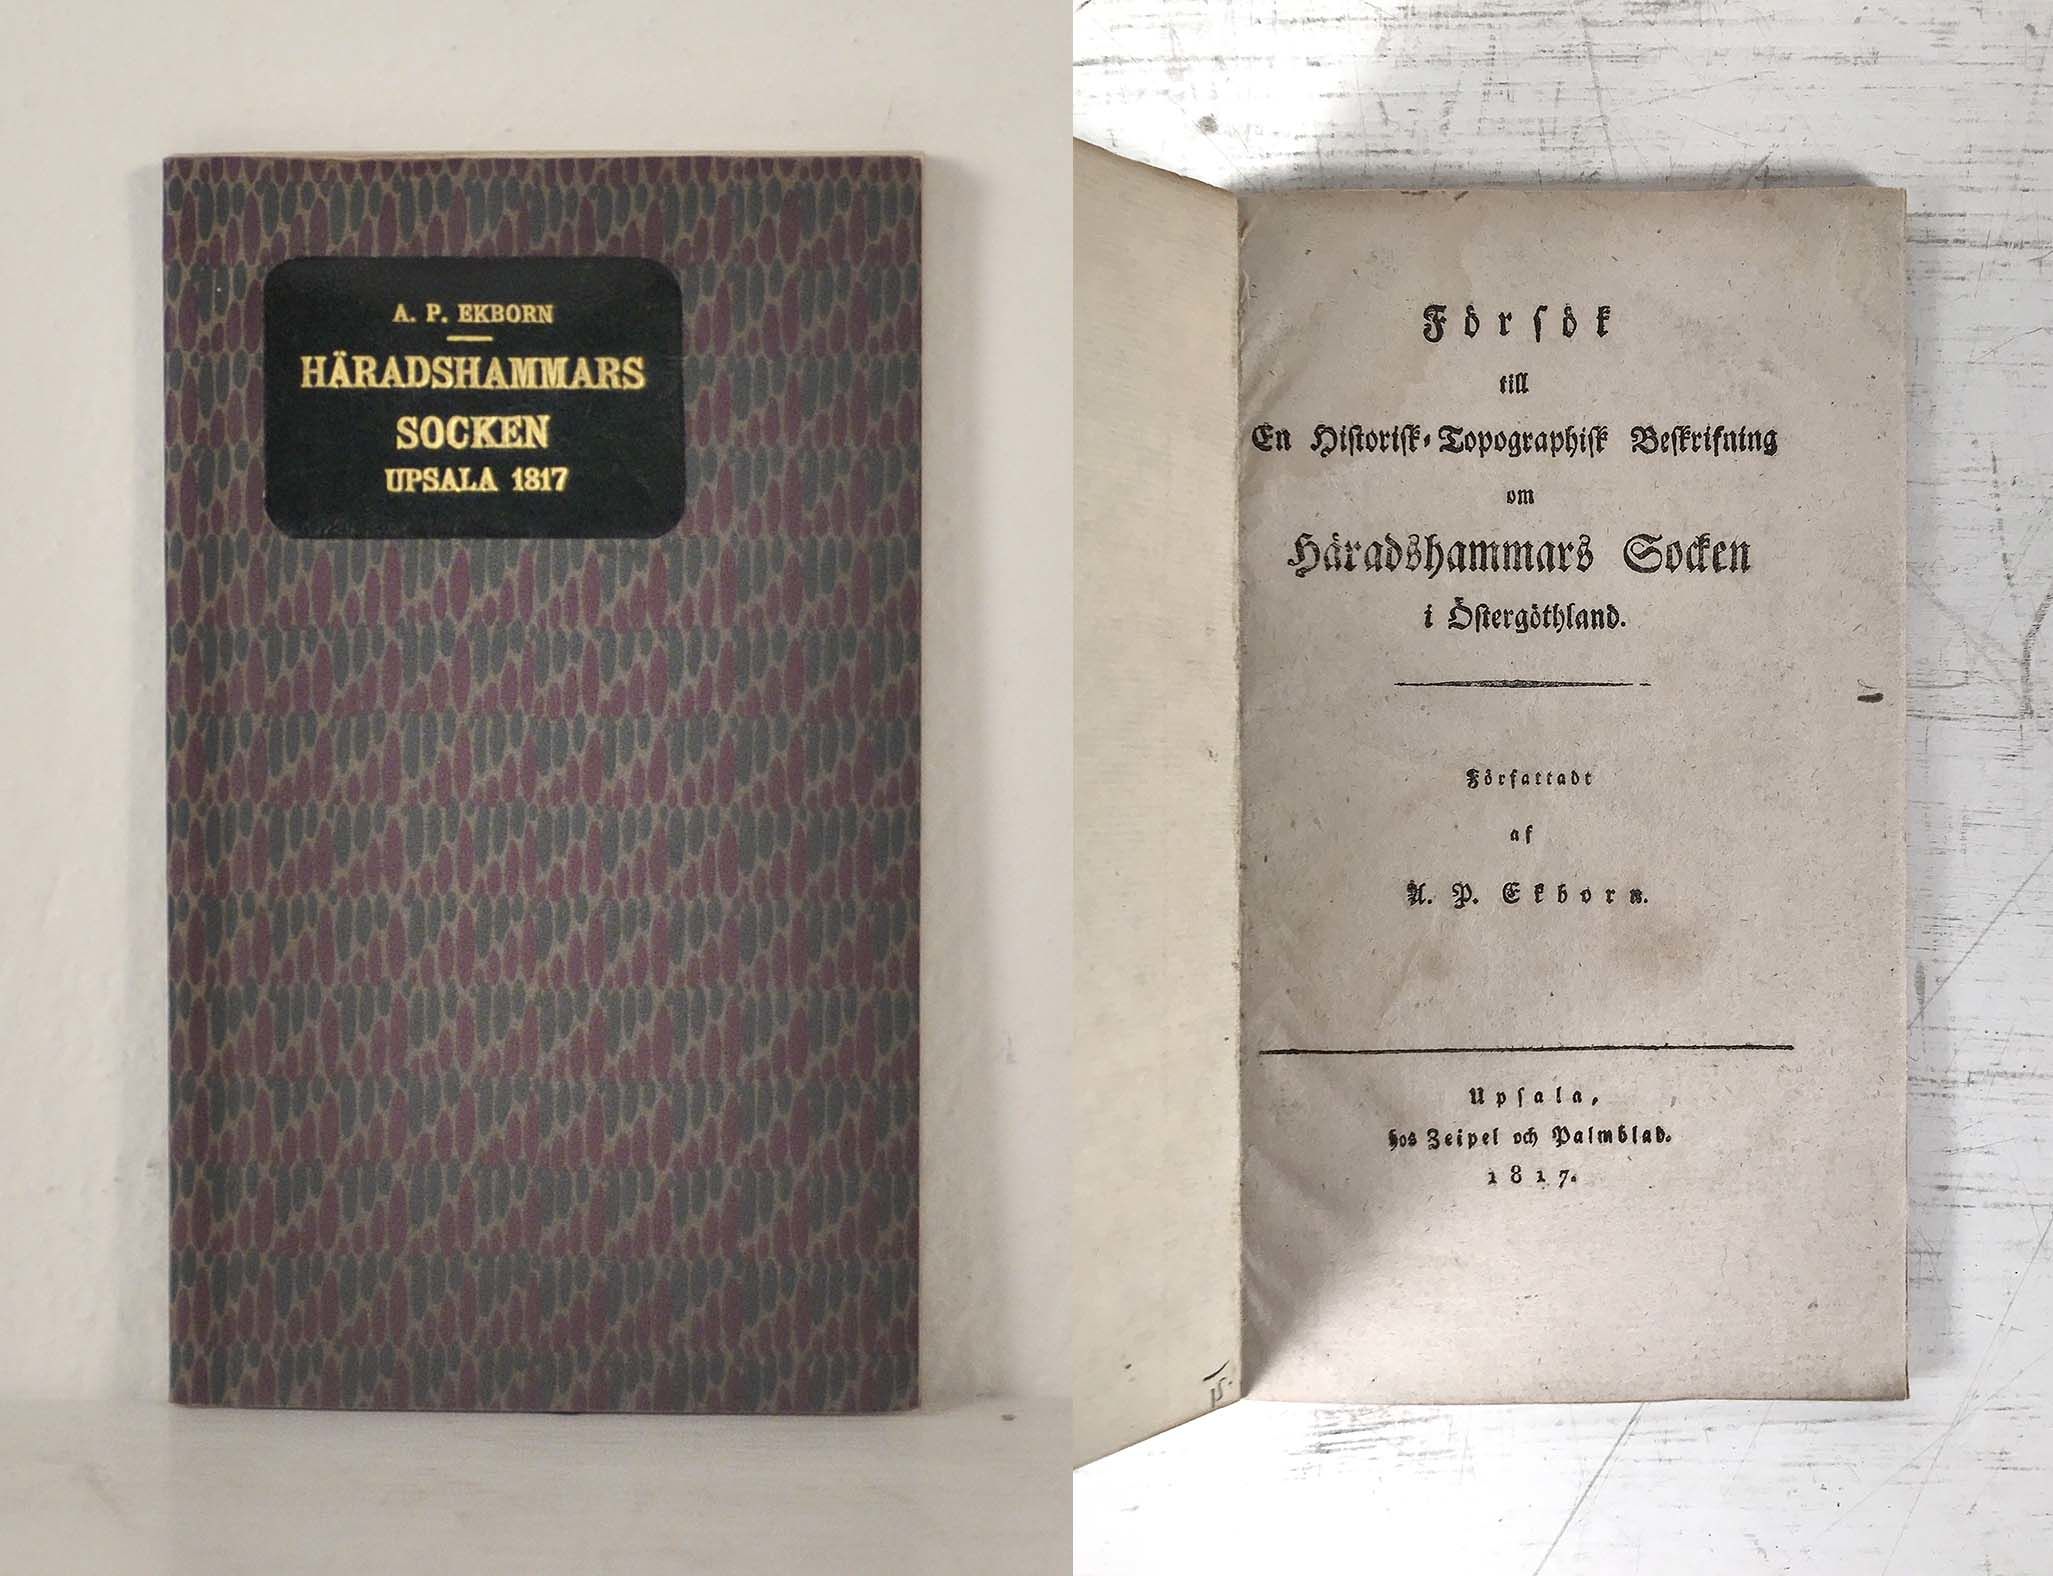 A. P. EKBORN
HÄRADSHAMMARS
SOCKEN
UPSALA 1817
Förſök
till
En Hiſtoriſk-Topographiſk Beſkrifning
om
Häradshammars Socken
i Öſtergöthland.
Författadt
af
A. P. Ekborn.
Upſala,
hos Zeipel och Palmblad.
1817.